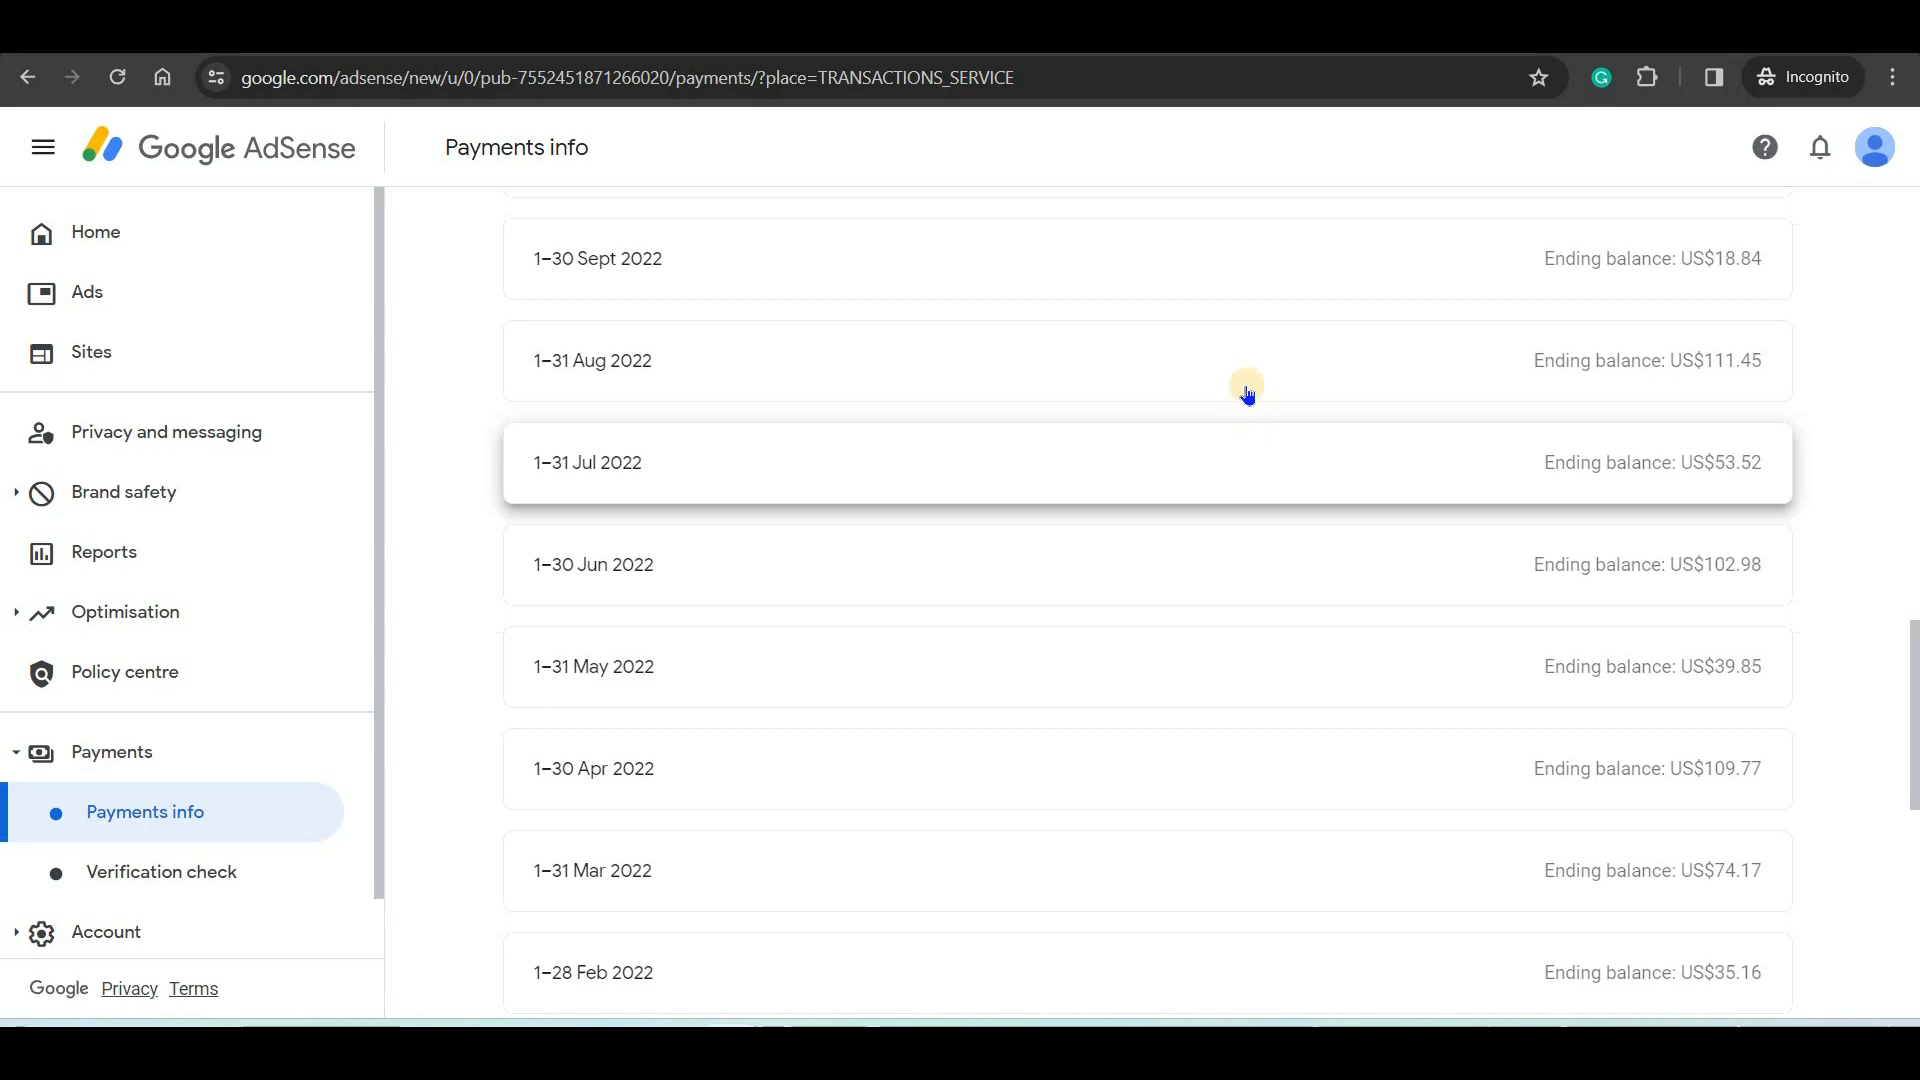 google.com/adsense/new/u/0/pub-7552451871266020/payments/?place=TRANSACTIONS_SERVICE
Incognito
Google AdSense
Payments info
Home
Ads
Sites
Privacy and messaging
Brand safety
Reports
Optimisation
Policy centre
Payments
Payments info
Verification check
Account
Google Privacy Terms
1–30 Sept 2022 Ending balance: US$18.84
1–31 Aug 2022 Ending balance: US$111.45
1–31 Jul 2022 Ending balance: US$53.52
1–30 Jun 2022 Ending balance: US$102.98
1–31 May 2022 Ending balance: US$39.85
1–30 Apr 2022 Ending balance: US$109.77
1–31 Mar 2022 Ending balance: US$74.17
1–28 Feb 2022 Ending balance: US$35.16